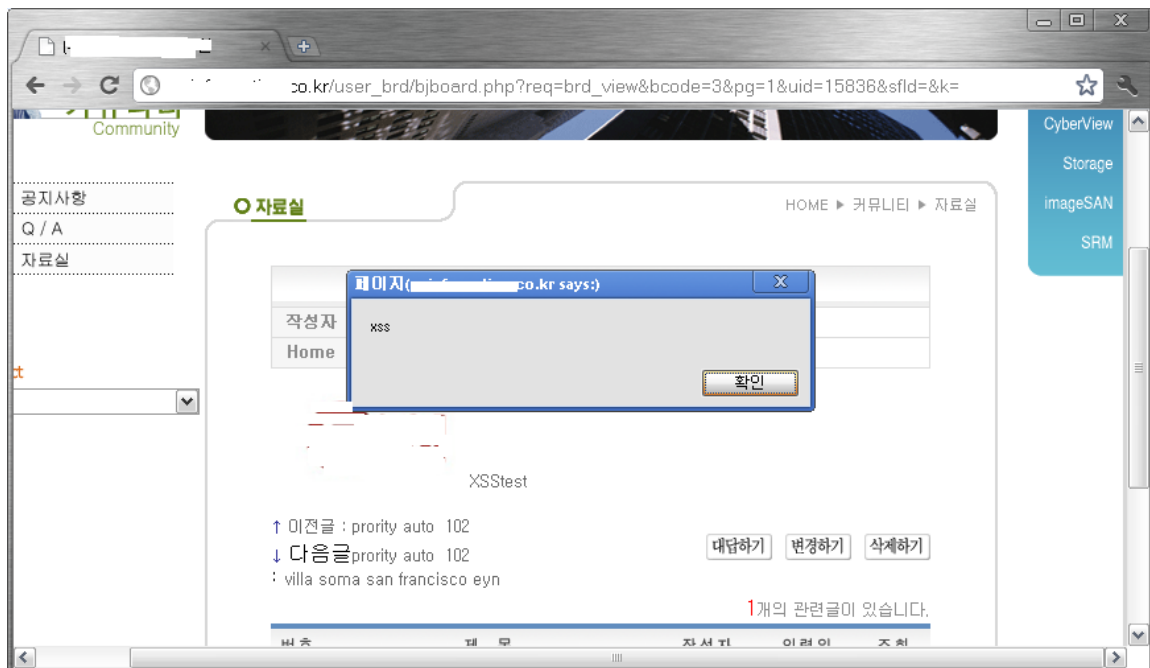 co.kr/user_brd/bjboard.php?req=brd_view&bcode=3&pg=1&uid=15836&sfld=&k=
Community
CyberView
Storage
imageSAN
SRM
공지사항
Q / A
자료실
자료실
HOME ▶ 커뮤니티 ▶ 자료실
페이지( co.kr says:)
xss
확인
작성자
Home
XSStest
↑ 이전글 : prority auto 102
↓ 다음글prority auto 102
: villa soma san francisco eyn
대답하기 변경하기 삭제하기
1개의 관련글이 있습니다.